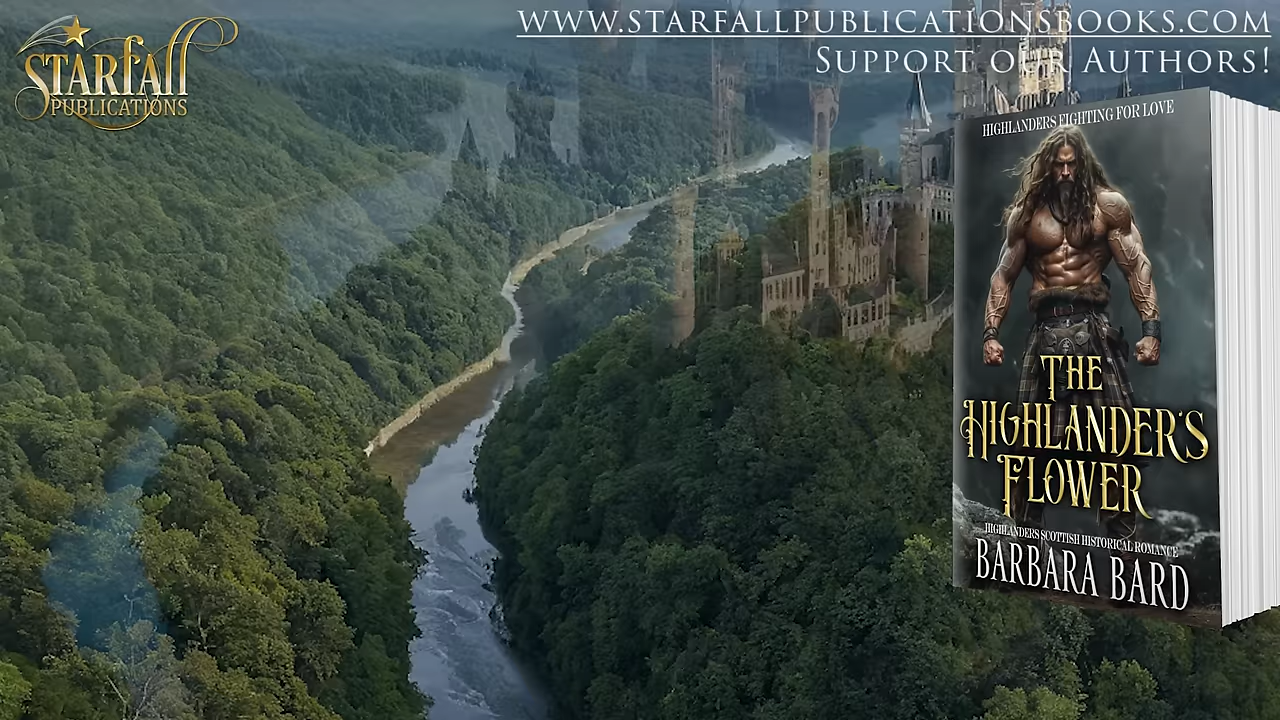 STARfall
PUBLICATIONS
www.starfallpublicationsbooks.com
Support our Authors!
HIGHLANDERS FIGHTING FOR LOVE
THE
HIGHLANDER'S
FLOWER
HIGHLANDERS SCOTTISH HISTORICAL ROMANCE
BARBARA BARD